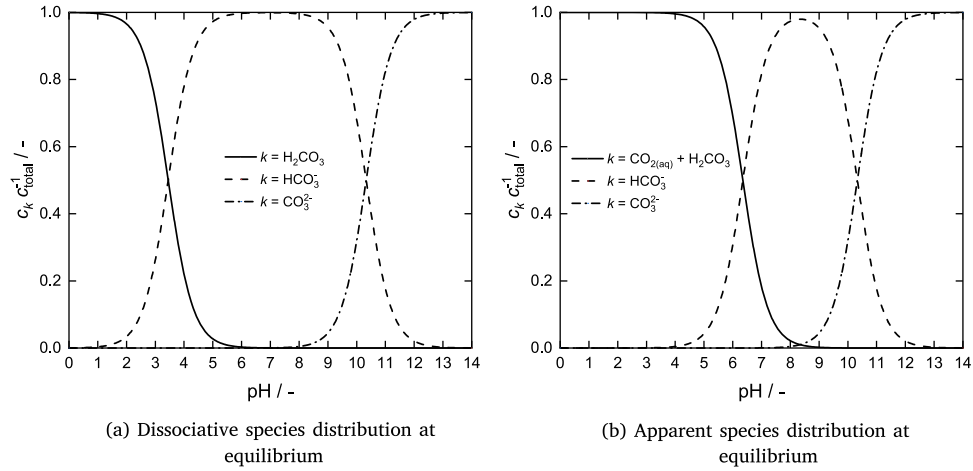 1.0
0.8
0.6
0.4
0.2
0.0
c_k c_total^-1 / -
k = H₂CO₃
k = HCO₃⁻
k = CO₃²⁻
0 1 2 3 4 5 6 7 8 9 10 11 12 13 14
pH / -
(a) Dissociative species distribution at
equilibrium
1.0
0.8
0.6
0.4
0.2
0.0
c_k c_total^-1 / -
k = CO₂₍aq₎ + H₂CO₃
k = HCO₃⁻
k = CO₃²⁻
0 1 2 3 4 5 6 7 8 9 10 11 12 13 14
pH / -
(b) Apparent species distribution at
equilibrium